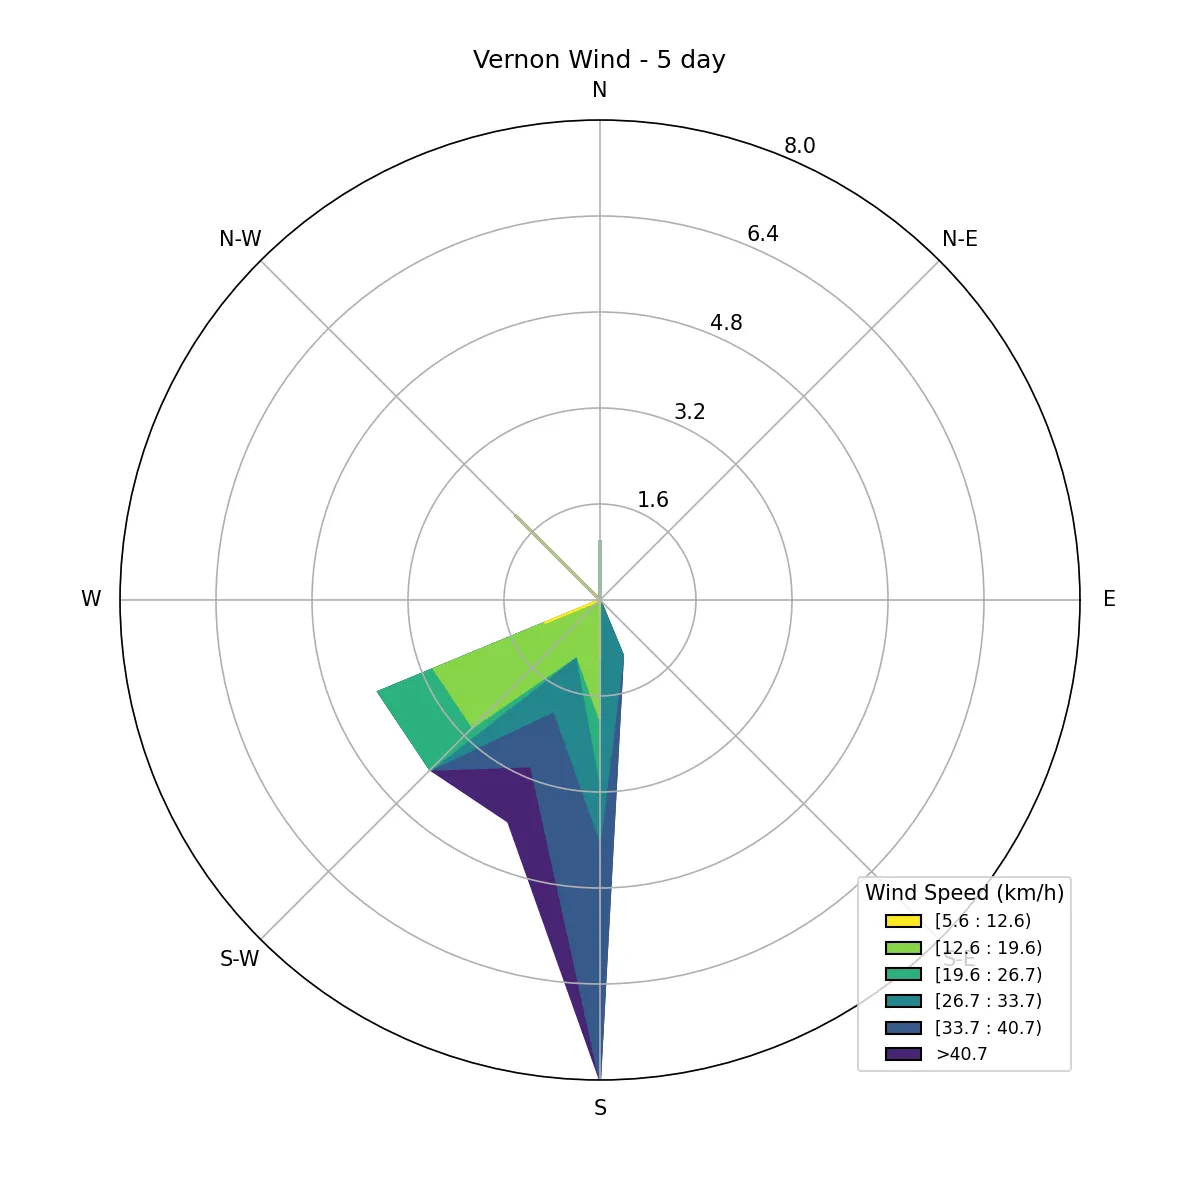 Vernon Wind - 5 day
N
8.0
N-W
6.4
N-E
4.8
3.2
1.6
W
E
Wind Speed (km/h)
[5.6 : 12.6)
[12.6 : 19.6)
S-W
S-E
[19.6 : 26.7)
[26.7 : 33.7)
[33.7 : 40.7)
>40.7
S